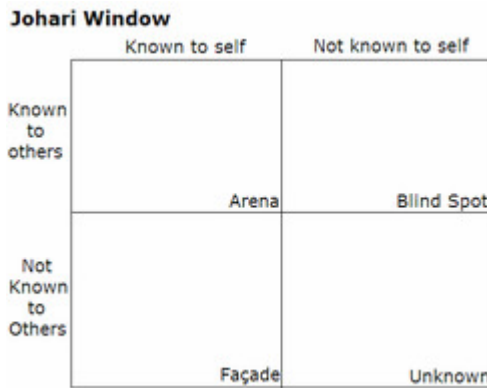 Johari Window
Known to self
Not known to self
Known
to
others
Arena
Blind Spot
Not
Known
to
Others
Façade
Unknown